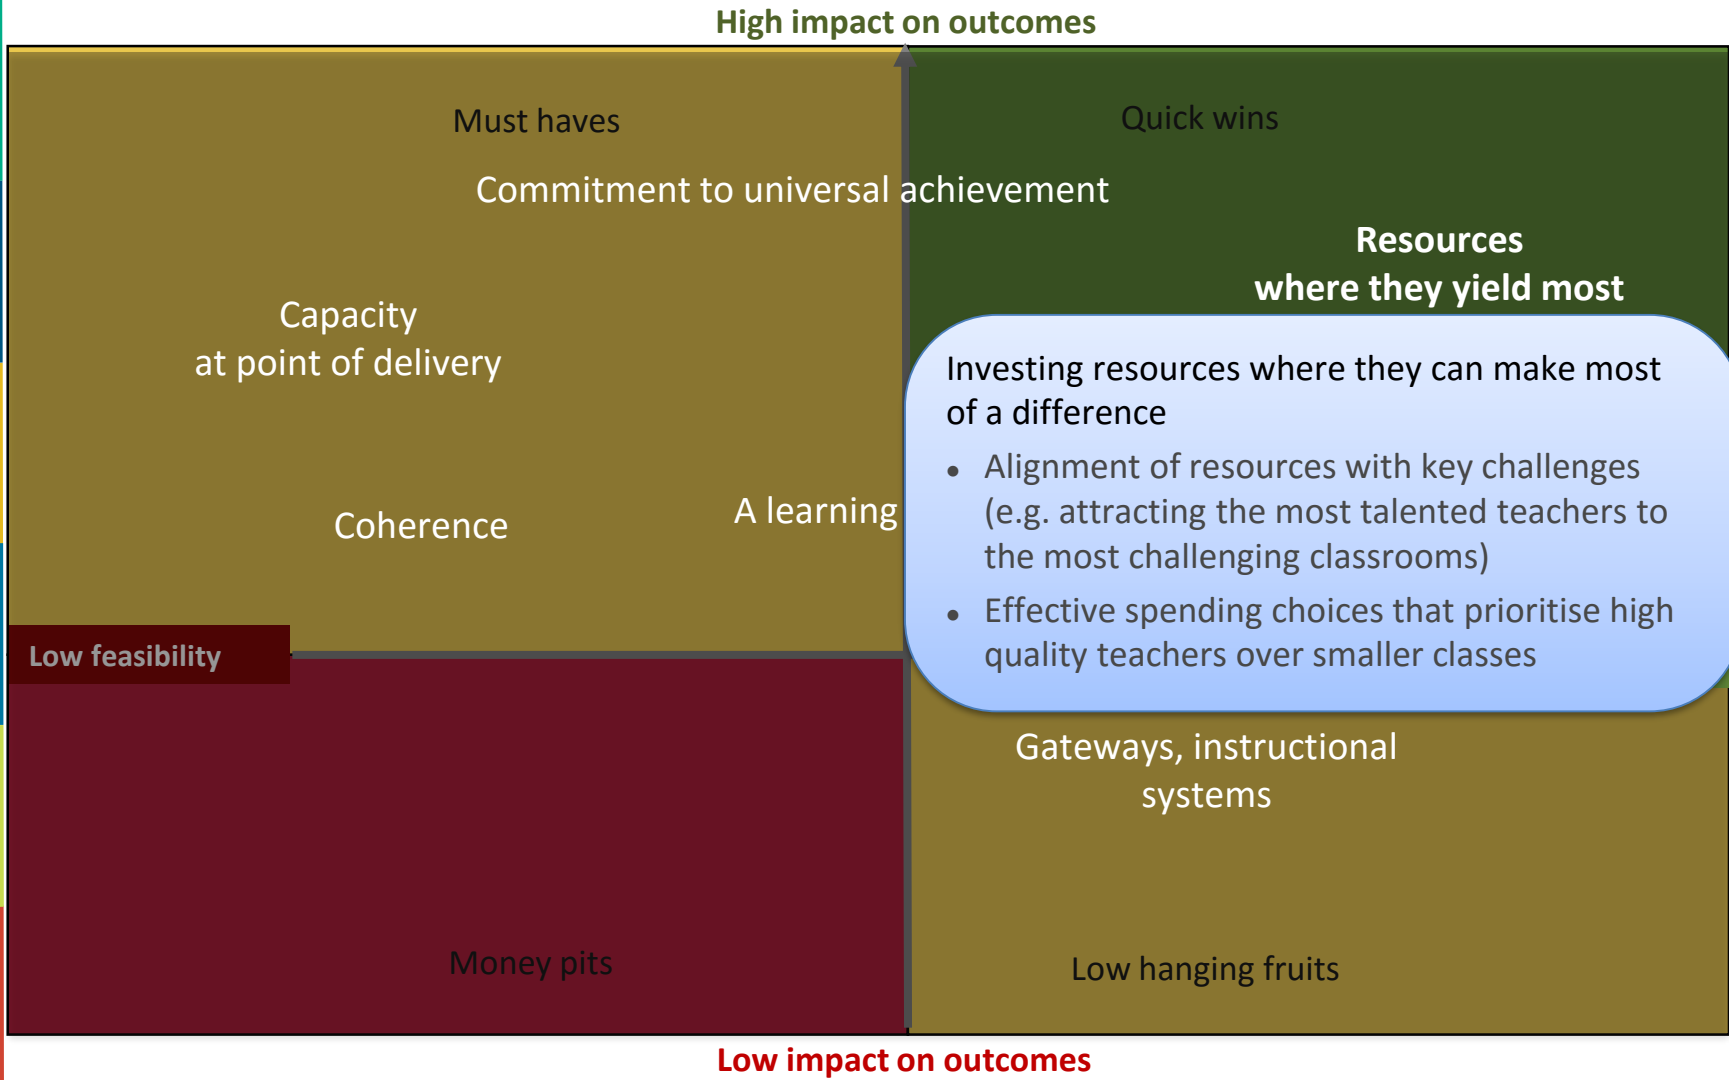 High impact on outcomes
Must haves
Quick wins
Commitment to universal achievement
Resources
where they yield most
Capacity
at point of delivery
Investing resources where they can make most
of a difference
• Alignment of resources with key challenges
(e.g. attracting the most talented teachers to
the most challenging classrooms)
• Effective spending choices that prioritise high
quality teachers over smaller classes
A learning
Coherence
Low feasibility
Gateways, instructional
systems
Money pits
Low hanging fruits
Low impact on outcomes